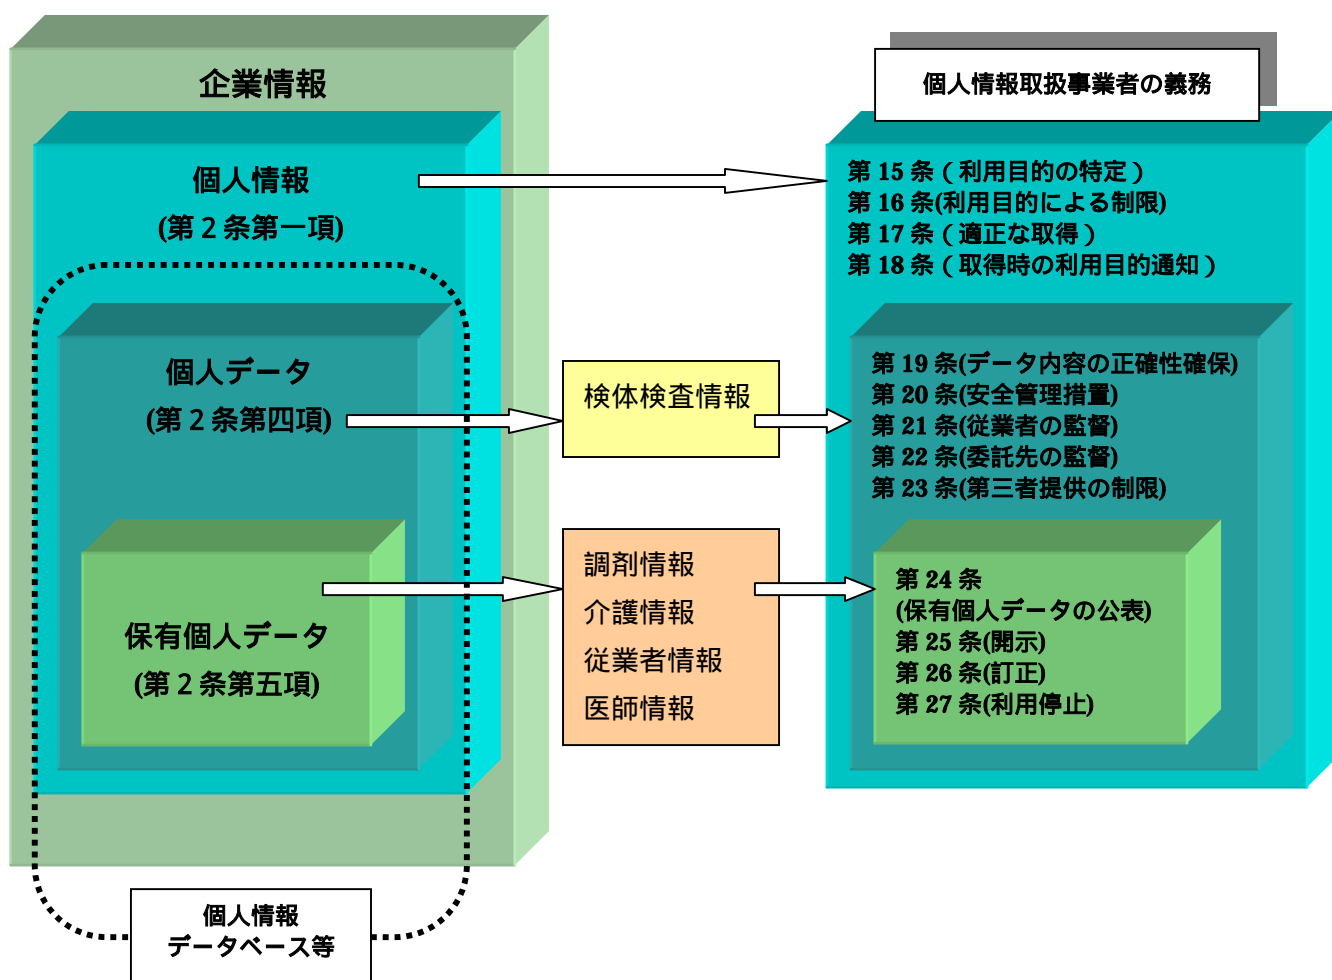 企業情報
個人情報
(第2条第一項)
個人データ
(第2条第四項)
保有個人データ
(第2条第五項)
個人情報
データベース等
検体検査情報
調剤情報
介護情報
従業者情報
医師情報
個人情報取扱事業者の義務
第 15 条（利用目的の特定）
第 16 条(利用目的による制限)
第 17 条（適正な取得）
第 18 条（取得時の利用目的通知）
第 19 条(データ内容の正確性確保)
第 20 条(安全管理措置)
第 21 条(従業者の監督)
第 22 条(委託先の監督)
第 23 条(第三者提供の制限)
第 24 条
(保有個人データの公表)
第 25 条(開示)
第 26 条(訂正)
第 27 条(利用停止)